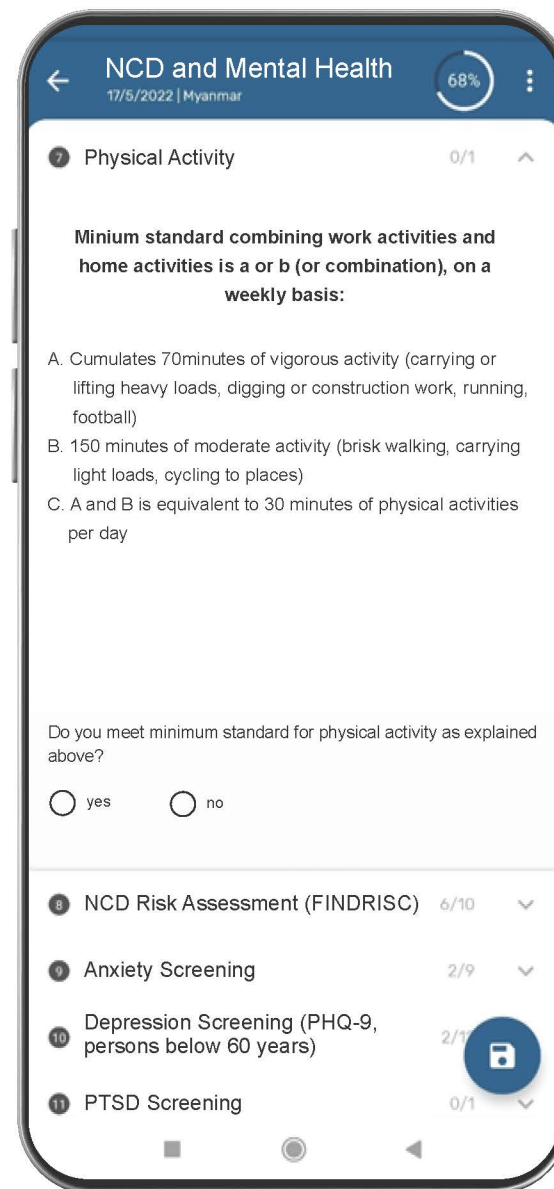 NCD and Mental Health
17/5/2022 | Myanmar
68%
7 Physical Activity 0/1
Minium standard combining work activities and
home activities is a or b (or combination), on a
weekly basis:
A. Cumulates 70minutes of vigorous activity (carrying or
lifting heavy loads, digging or construction work, running,
football)
B. 150 minutes of moderate activity (brisk walking, carrying
light loads, cycling to places)
C. A and B is equivalent to 30 minutes of physical activities
per day
Do you meet minimum standard for physical activity as explained
above?
yes no
8 NCD Risk Assessment (FINDRISC) 6/10
9 Anxiety Screening 2/9
10 Depression Screening (PHQ-9,
persons below 60 years)
11 PTSD Screening 0/1